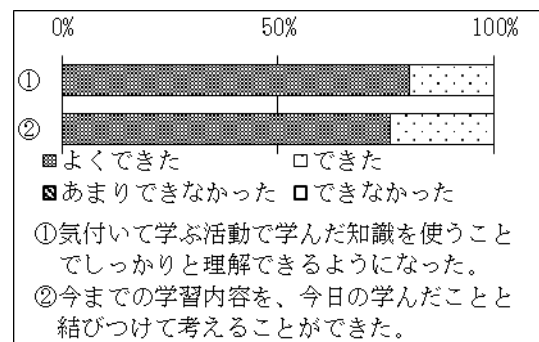 0% 50% 100%
①
②
よくできた できた
あまりできなかった できなかった
①気付いて学ぶ活動で学んだ知識を使うこと
でしっかりと理解できるようになった。
②今までの学習内容を、今日の学んだことと
結びつけて考えることができた。